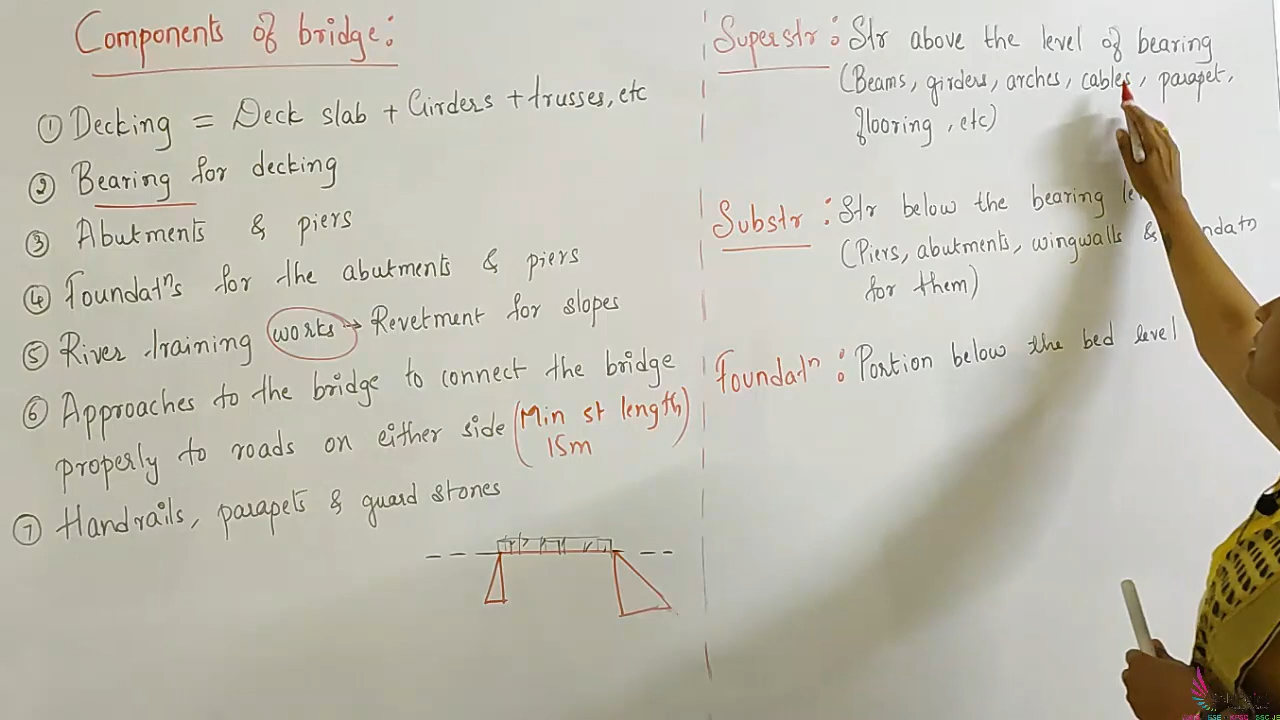 Components of bridge:
① Decking = Deck slab + Girders + trusses, etc
② Bearing for decking
③ Abutments & piers
④ Foundatⁿs for the abutments & piers
⑤ River training works → Revetment for slopes
⑥ Approaches to the bridge to connect the bridge
properly to roads on either side (Min st length
15m)
⑦ Handrails, parapets & guard stones
Superstr : Str above the level of bearing
(Beams, girders, arches, cables, parapet,
flooring, etc)
Substr : Str below the bearing
(Piers, abutments, wingwalls &
for them)
Foundatⁿ : Portion below the bed level